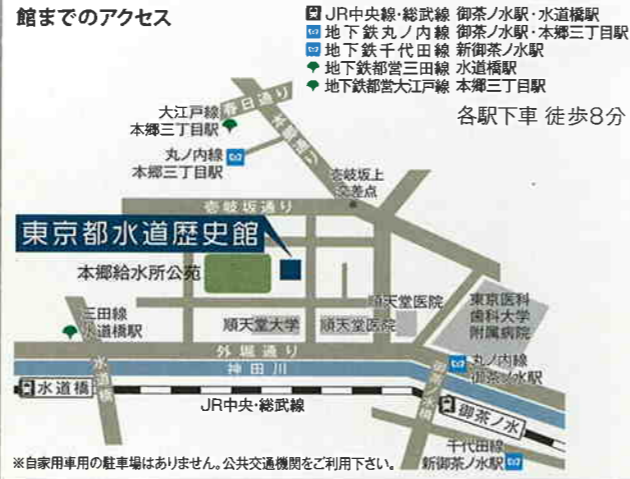 館までのアクセス
JR中央線・総武線 御茶ノ水駅・水道橋駅
地下鉄丸ノ内線 御茶ノ水駅・本郷三丁目駅
地下鉄千代田線 新御茶ノ水駅
地下鉄都営三田線 水道橋駅
地下鉄都営大江戸線 本郷三丁目駅
各駅下車 徒歩8分
春日通り
大江戸線
本郷三丁目駅
本郷通り
丸ノ内線
本郷三丁目駅
壱岐坂上
交差点
壱岐坂通り
東京都水道歴史館
本郷給水所公苑
三田線
水道橋駅
順天堂大学
順天堂医院
順天堂医院
東京医科
歯科大学
附属病院
外堀通り
神田川
丸ノ内線
御茶ノ水駅
水道橋
水道橋
JR中央・総武線
御茶ノ水橋
御茶ノ水
千代田線
新御茶ノ水駅
※自家用車用の駐車場はありません。公共交通機関をご利用下さい。